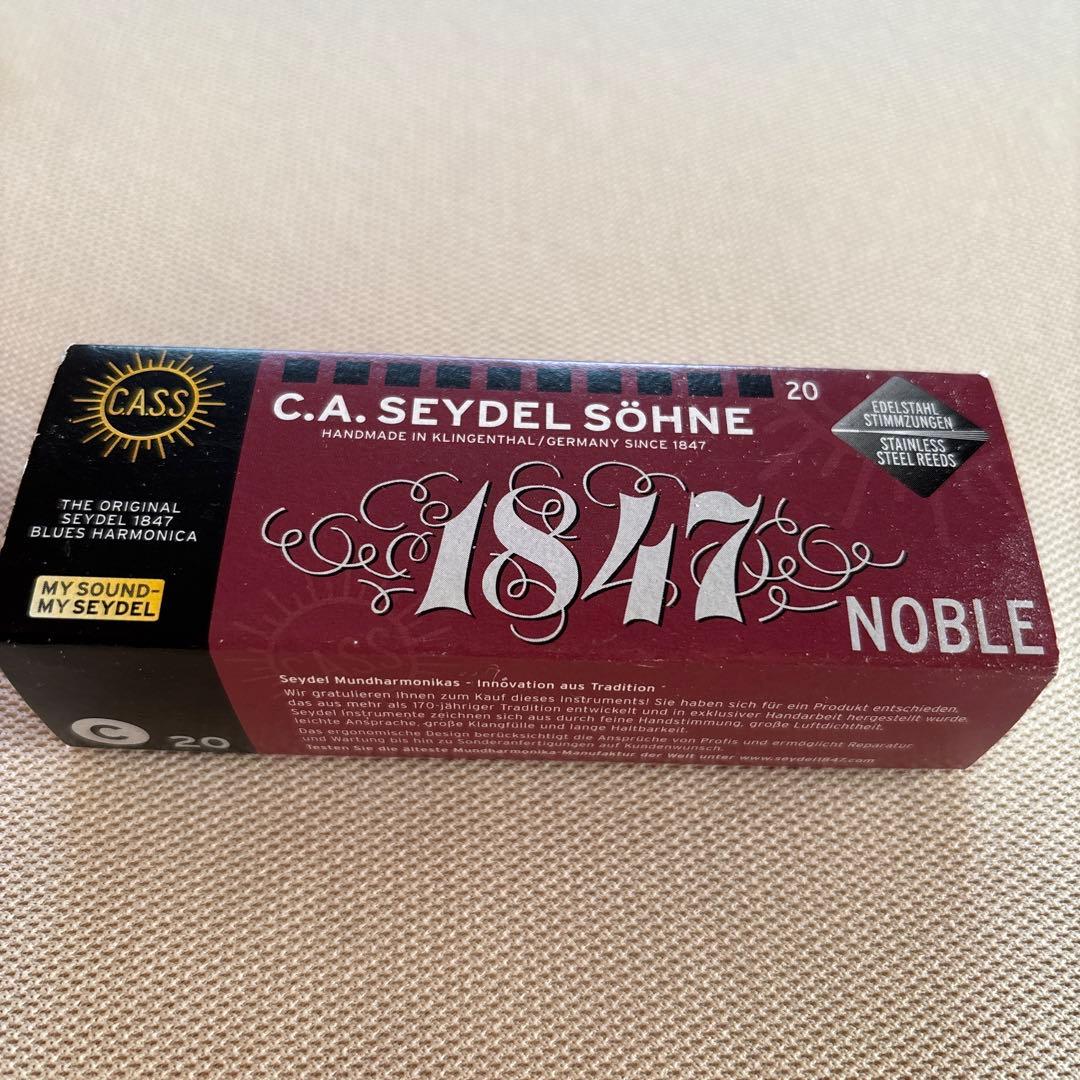 C.A.S.S.
THE ORIGINAL
SEYDEL 1847
BLUES HARMONICA
MY SOUND-
MY SEYDEL
C 20
20
C.A. SEYDEL SÖHNE
HANDMADE IN KLINGENTHAL/GERMANY SINCE 1847
EDELSTAHL
STIMMZUNGEN
STAINLESS
STEEL REEDS
1847
NOBLE
CASS
Seydel Mundharmonikas - Innovation aus Tradition -
Wir gratulieren Ihnen zum Kauf dieses Instruments! Sie haben sich für ein Produkt entschieden,
das aus mehr als 170-jähriger Tradition entwickelt und in exklusiver Handarbeit hergestellt wurde.
Seydel Instrumente zeichnen sich aus durch feine Handstimmung, große Luftdichtheit,
leichte Ansprache, große Klangfülle und lange Haltbarkeit.
Das ergonomische Design berücksichtigt die Ansprüche von Profis und ermöglicht Reparatur
und Wartung bis hin zu Sonderanfertigungen auf Kundenwunsch.
Testen Sie die älteste Mundharmonika-Manufaktur der Welt unter www.seydel1847.com